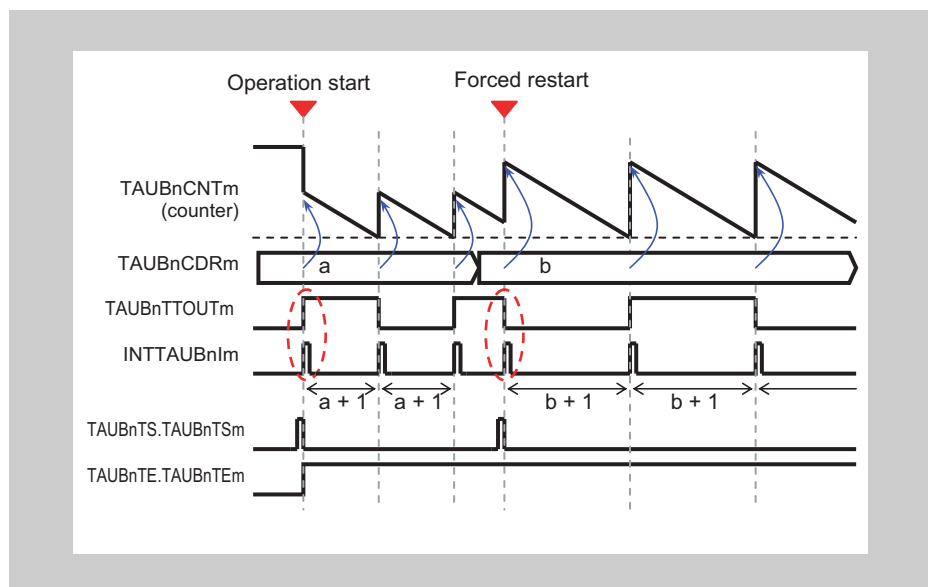 Operation start
Forced restart
TAUBnCNTm
(counter)
TAUBnCDRm
a
b
TAUBnTTOUTm
INTTAUBnIm
a + 1
a + 1
b + 1
b + 1
TAUBnTS.TAUBnTSm
TAUBnTE.TAUBnTEm